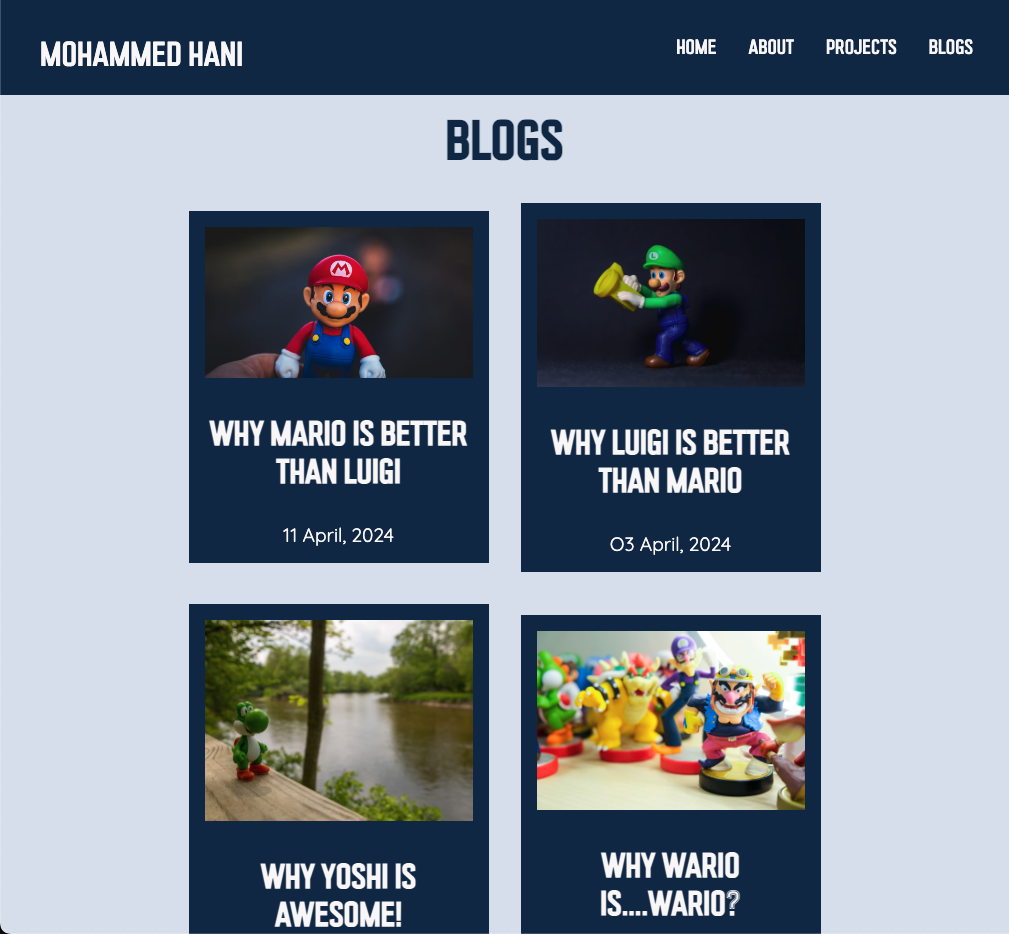 MOHAMMED HANI
HOME ABOUT PROJECTS BLOGS
BLOGS
WHY MARIO IS BETTER
THAN LUIGI
11 April, 2024
WHY LUIGI IS BETTER
THAN MARIO
03 April, 2024
WHY YOSHI IS
AWESOME!
WHY WARIO
IS....WARIO?